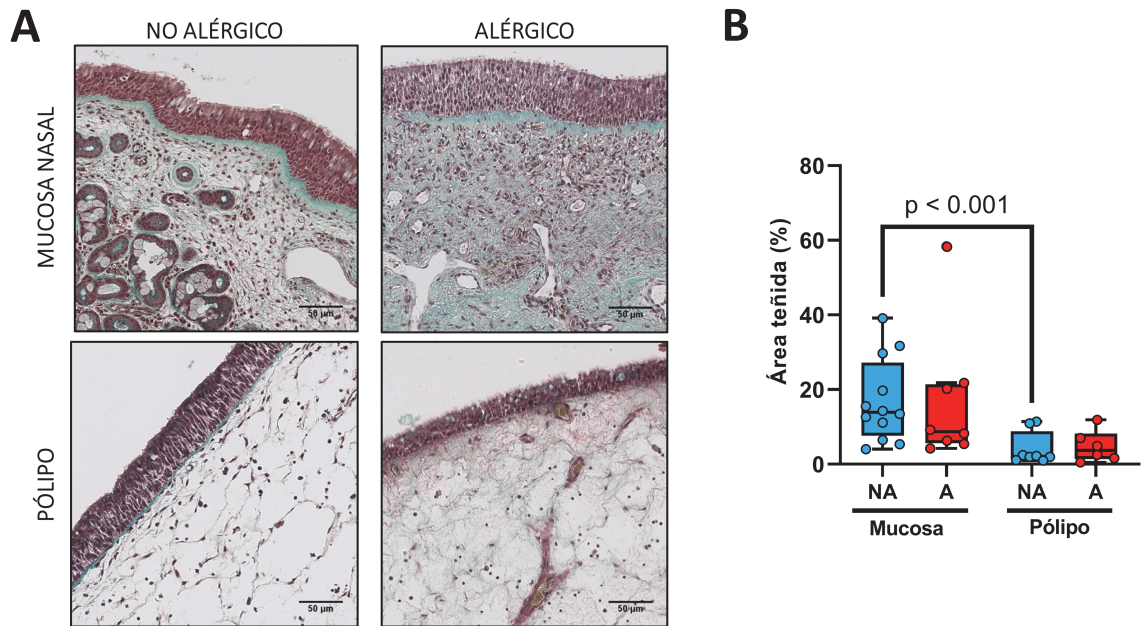 A
NO ALÉRGICO
ALÉRGICO
MUCOSA NASAL
50 µm
50 µm
PÓLIPO
50 µm
50 µm
B
Área teñida (%)
80
60
40
20
0
p < 0.001
NA
A
NA
A
Mucosa
Pólipo